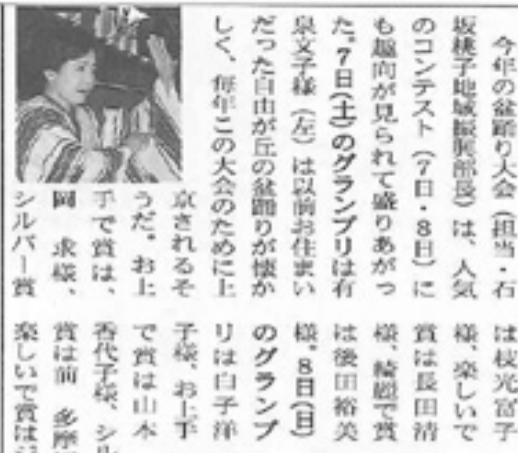 今年の盆踊り大会（担当・石
坂桃子地域振興部長）は、人気
のコンテスト（7日・8日）に
も趣向が見られて盛りあがっ
た。7日(土)のグランプリは有
泉文子様（左）は以前お住まい
だった自由が丘の盆踊りが懐か
しく、毎年この大会のために上
京されるそ
うだ。お上
手で賞は、
岡　求様、
シルバー賞
は枝光富子
様、楽しいで
賞は長田清
様、綺麗で賞
は後田裕美
様。8日(日)
のグランプ
リは白子洋
子様、お上手
で賞は山本
香代子様、シル
賞は前　多摩
楽しいで賞は